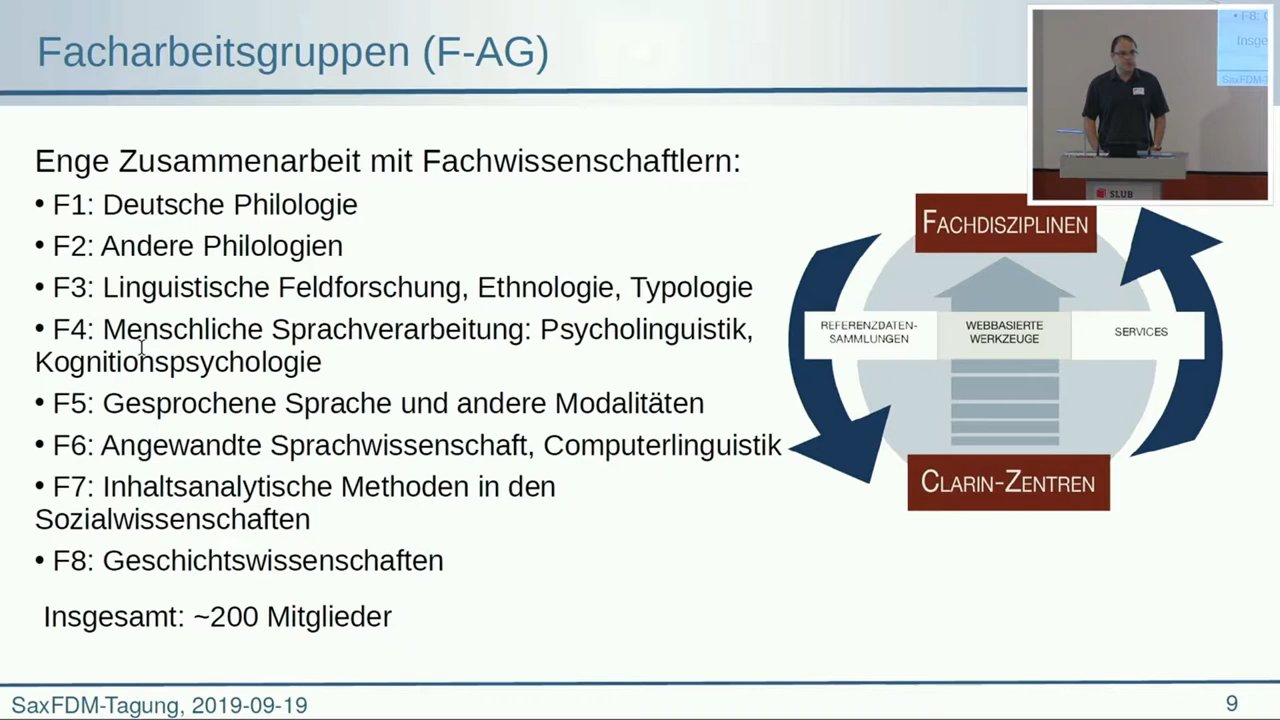 Facharbeitsgruppen (F-AG)
Enge Zusammenarbeit mit Fachwissenschaftlern:
• F1: Deutsche Philologie
• F2: Andere Philologien
• F3: Linguistische Feldforschung, Ethnologie, Typologie
• F4: Menschliche Sprachverarbeitung: Psycholinguistik,
Kognitionspsychologie
• F5: Gesprochene Sprache und andere Modalitäten
• F6: Angewandte Sprachwissenschaft, Computerlinguistik
• F7: Inhaltsanalytische Methoden in den
Sozialwissenschaften
• F8: Geschichtswissenschaften
Insgesamt: ~200 Mitglieder
FACHDISZIPLINEN
REFERENZDATEN-
SAMMLUNGEN
WEBBASIERTE
WERKZEUGE
SERVICES
CLARIN-ZENTREN
• F8:
Insge
SaxFDM-
SLUB
SaxFDM-Tagung, 2019-09-19
9